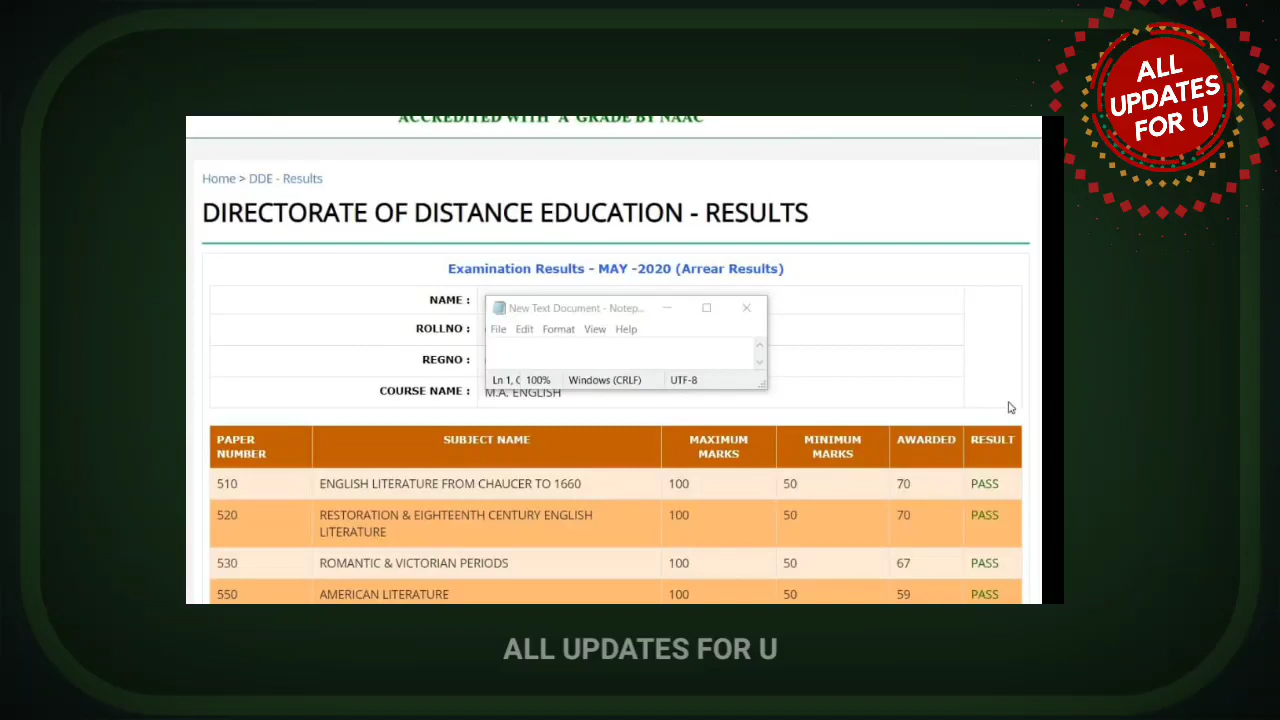 ALL
UPDATES
FOR U
ACCREDITED WITH 'A' GRADE BY NAAC
Home > DDE - Results
DIRECTORATE OF DISTANCE EDUCATION - RESULTS
Examination Results - MAY -2020 (Arrear Results)
NAME :
New Text Document - Notep...
ROLLNO :
File Edit Format View Help
REGNO :
Ln 1, 100% Windows (CRLF) UTF-8
COURSE NAME : M.A. ENGLISH
PAPER NUMBER SUBJECT NAME MAXIMUM MARKS MINIMUM MARKS AWARDED RESULT
510 ENGLISH LITERATURE FROM CHAUCER TO 1660 100 50 70 PASS
520 RESTORATION & EIGHTEENTH CENTURY ENGLISH LITERATURE 100 50 70 PASS
530 ROMANTIC & VICTORIAN PERIODS 100 50 67 PASS
550 AMERICAN LITERATURE 100 50 59 PASS
ALL UPDATES FOR U